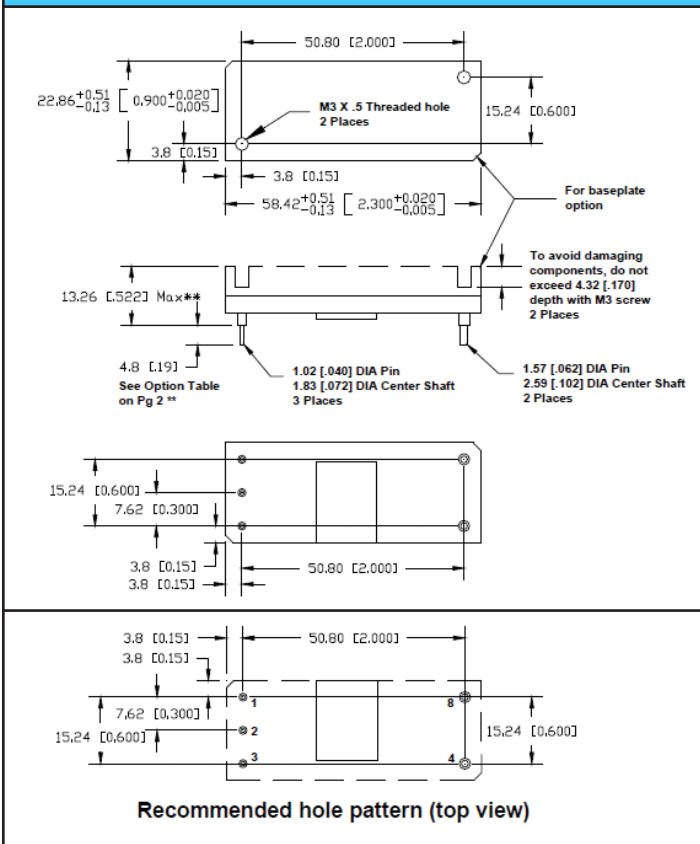 50.80 [2.000]
22.86+0.51 -0.13 [ 0.900+0.020 -0.005 ]
M3 X .5 Threaded hole
2 Places
15.24 [0.600]
3.8 [0.15]
3.8 [0.15]
58.42+0.51 -0.13 [ 2.300+0.020 -0.005 ]
For baseplate
option
To avoid damaging
components, do not
exceed 4.32 [.170]
depth with M3 screw
2 Places
13.26 [.522] Max**
4.8 [.19]
See Option Table
on Pg 2 **
1.02 [.040] DIA Pin
1.83 [.072] DIA Center Shaft
3 Places
1.57 [.062] DIA Pin
2.59 [.102] DIA Center Shaft
2 Places
15.24 [0.600]
7.62 [0.300]
3.8 [0.15]
3.8 [0.15]
50.80 [2.000]
3.8 [0.15]
50.80 [2.000]
3.8 [0.15]
1
8
7.62 [0.300]
2
15.24 [0.600]
15.24 [0.600]
3
4
Recommended hole pattern (top view)